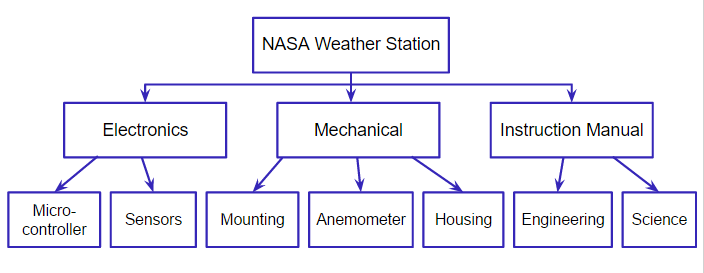 NASA Weather Station
Electronics
Mechanical
Instruction Manual
Micro-
controller
Sensors
Mounting
Anemometer
Housing
Engineering
Science